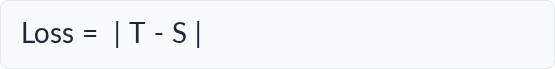 Loss = | T - S |